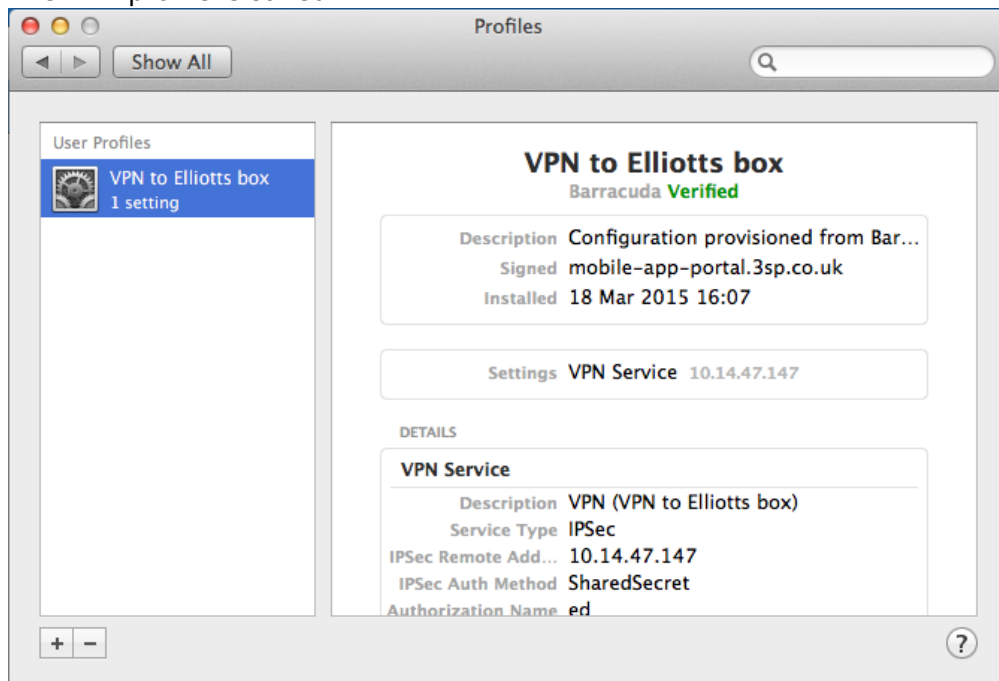 Profiles
Show All
User Profiles
VPN to Elliotts box
1 setting
VPN to Elliotts box
Barracuda Verified
Description Configuration provisioned from Bar...
Signed mobile-app-portal.3sp.co.uk
Installed 18 Mar 2015 16:07
Settings VPN Service 10.14.47.147
DETAILS
VPN Service
Description VPN (VPN to Elliotts box)
Service Type IPSec
IPSec Remote Add... 10.14.47.147
IPSec Auth Method SharedSecret
Authorization Name ed
+ −
?